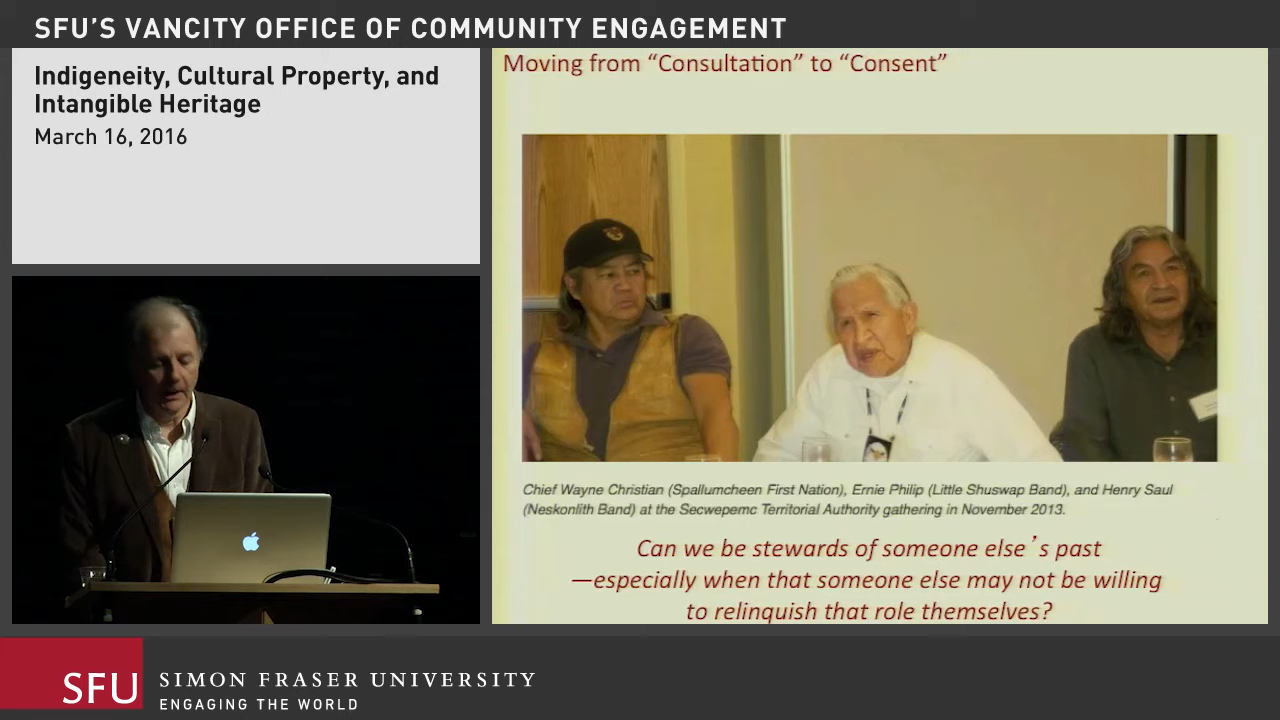 SFU'S VANCITY OFFICE OF COMMUNITY ENGAGEMENT
Indigeneity, Cultural Property, and
Intangible Heritage
March 16, 2016
Moving from “Consultation” to “Consent”
Chief Wayne Christian (Spallumcheen First Nation), Ernie Philip (Little Shuswap Band), and Henry Saul
(Neskonlith Band) at the Secwepemc Territorial Authority gathering in November 2013.
Can we be stewards of someone else's past
—especially when that someone else may not be willing
to relinquish that role themselves?
SFU
SIMON FRASER UNIVERSITY
ENGAGING THE WORLD